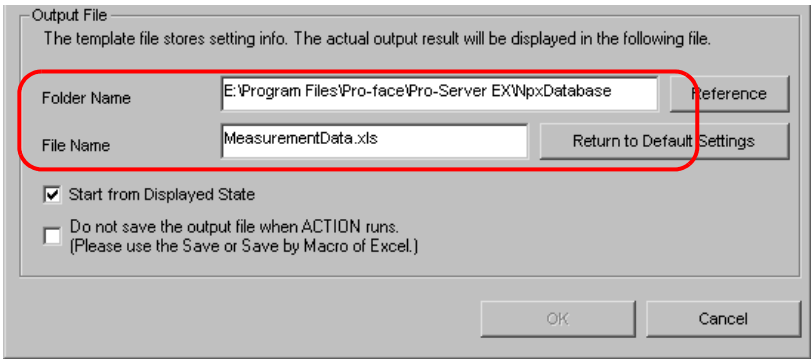 Output File
The template file stores setting info. The actual output result will be displayed in the following file.
Folder Name E:\Program Files\Pro-face\Pro-Server EX\NpxDatabase Reference
File Name MeasurementData.xls Return to Default Settings
Start from Displayed State
Do not save the output file when ACTION runs.
(Please use the Save or Save by Macro of Excel.)
OK Cancel